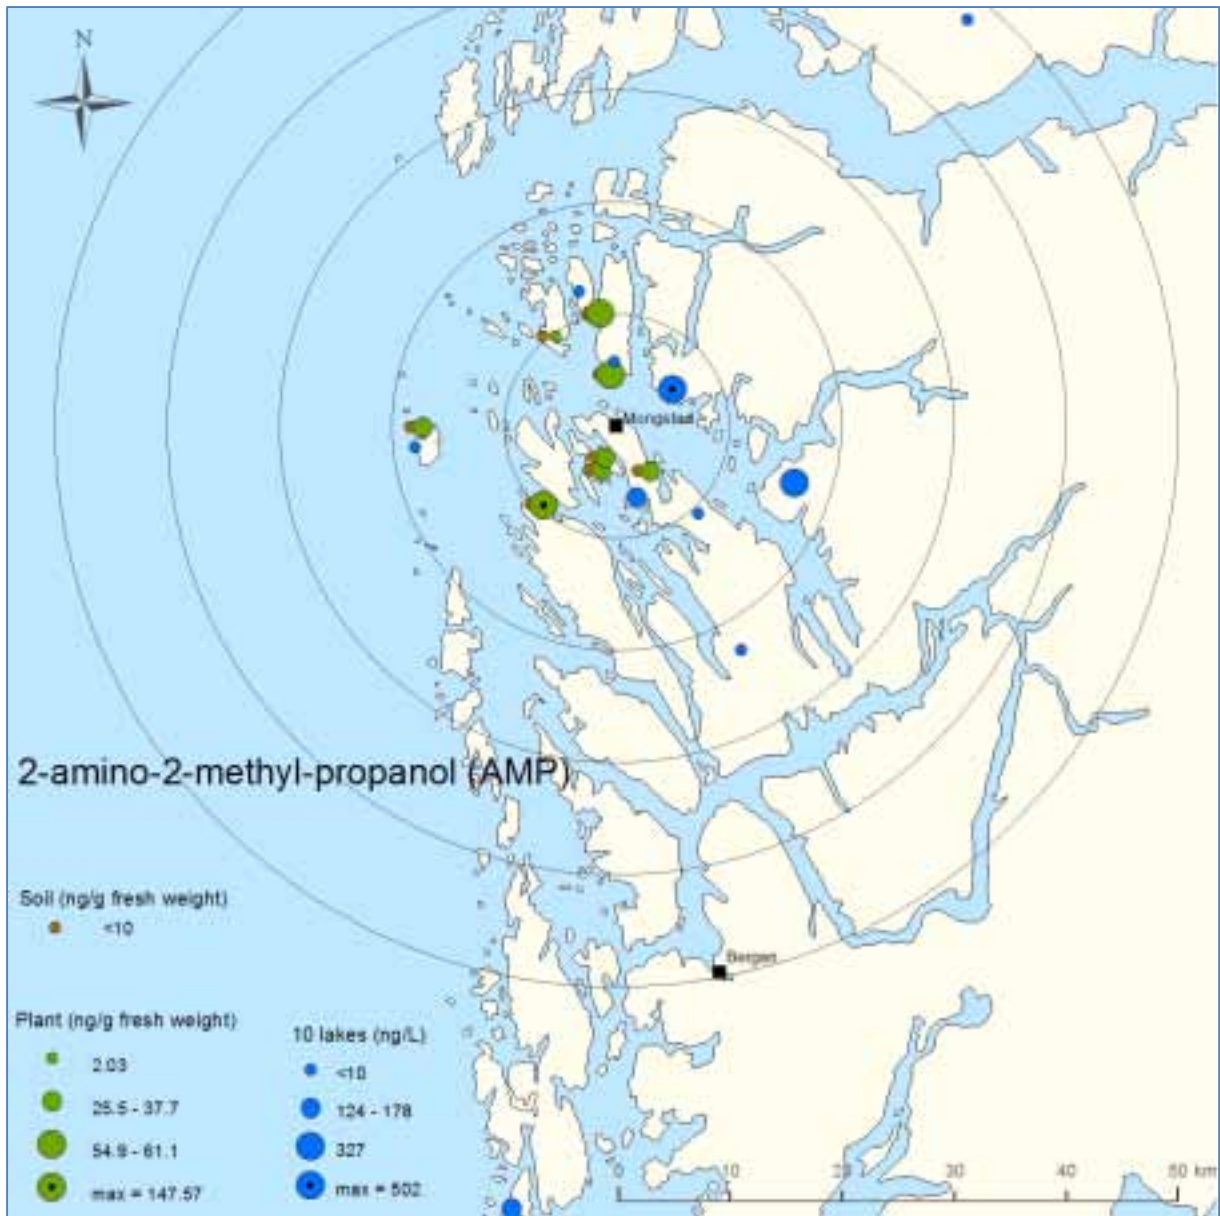 N
Mongstad
2-amino-2-methyl-propanol (AMP)
Soil (ng/g fresh weight)
<10
Plant (ng/g fresh weight)
2.03
25.5 - 37.7
54.9 - 61.1
max = 147.57
10 lakes (ng/L)
<10
124 - 178
327
max = 502
Bergen
0 10 20 30 40 50 km